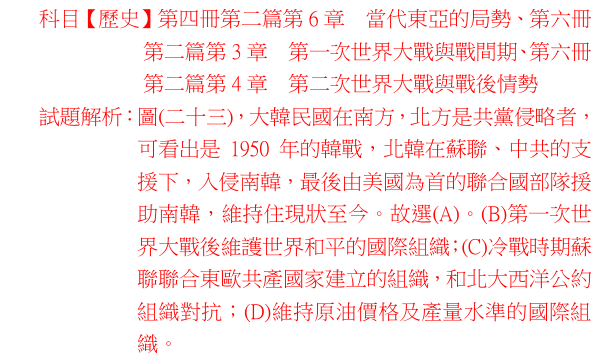 科目【歷史】第四冊第二篇第 6 章　當代東亞的局勢、第六冊
第二篇第 3 章　第一次世界大戰與戰間期、第六冊
第二篇第 4 章　第二次世界大戰與戰後情勢
試題解析：圖(二十三)，大韓民國在南方，北方是共黨侵略者，
可看出是 1950 年的韓戰，北韓在蘇聯、中共的支
援下，入侵南韓，最後由美國為首的聯合國部隊援
助南韓，維持住現狀至今。故選(A)。(B)第一次世
界大戰後維護世界和平的國際組織；(C)冷戰時期蘇
聯聯合東歐共產國家建立的組織，和北大西洋公約
組織對抗；(D)維持原油價格及產量水準的國際組
織。